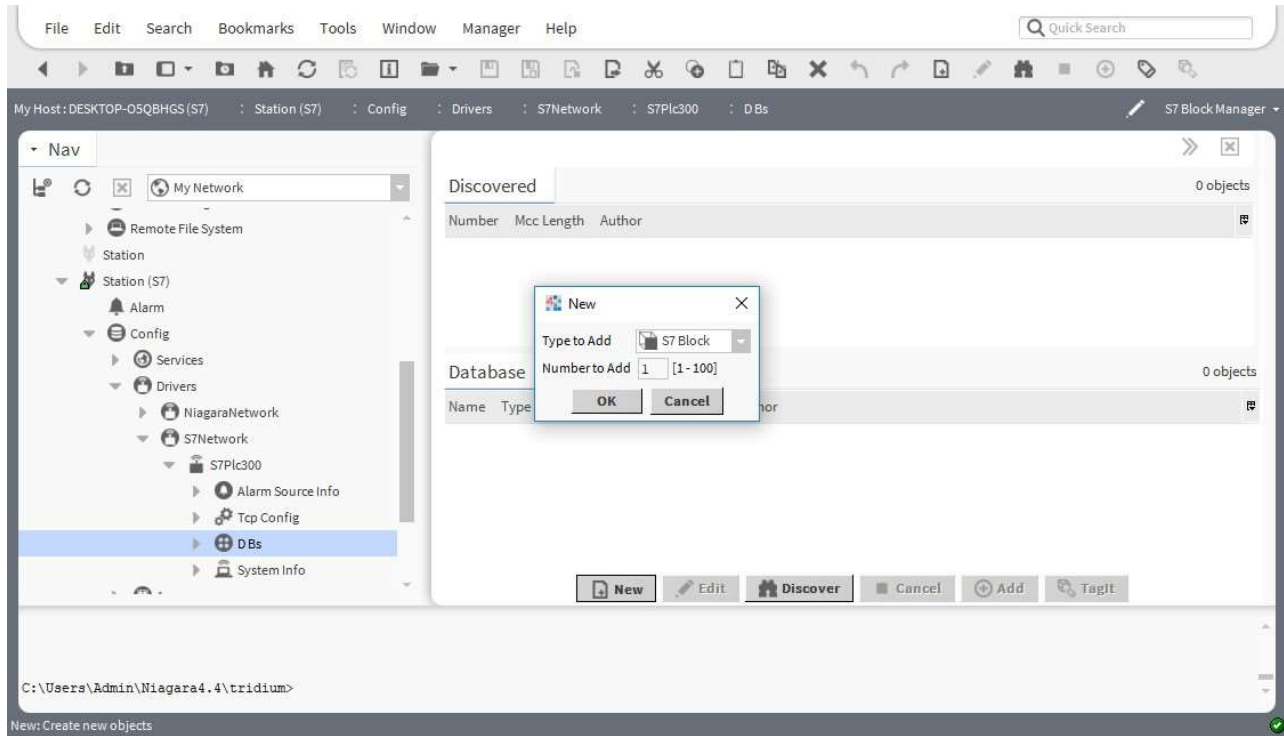 File Edit Search Bookmarks Tools Window Manager Help
Quick Search
My Host : DESKTOP-O5QBHGS (S7) : Station (S7) : Config : Drivers : S7Network : S7Plc300 : DBs
S7 Block Manager
Nav
My Network
Remote File System
Station
Station (S7)
Alarm
Config
Services
Drivers
NiagaraNetwork
S7Network
S7Plc300
Alarm Source Info
Tcp Config
DBs
System Info
Discovered
0 objects
Number Mcc Length Author
New
Type to Add S7 Block
Number to Add 1 [1 - 100]
OK Cancel
Database
0 objects
Name Type
New Edit Discover Cancel Add TagIt
C:\Users\Admin\Niagara4.4\tridium>
New: Create new objects